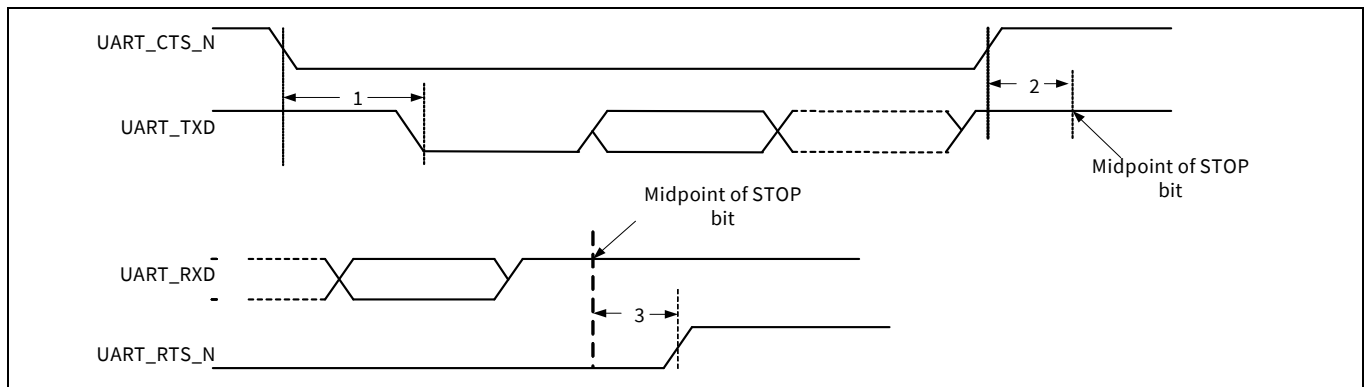 UART_CTS_N
1
2
UART_TXD
Midpoint of STOP
bit
Midpoint of STOP
bit
UART_RXD
3
UART_RTS_N